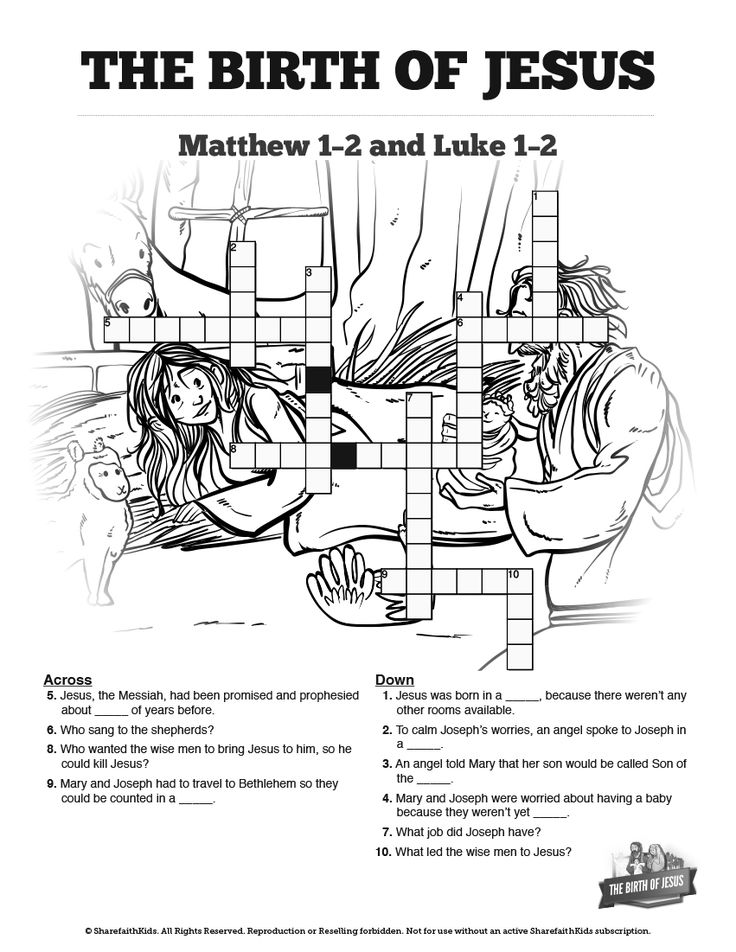 THE BIRTH OF JESUS
Matthew 1-2 and Luke 1-2
1
2
3
4
5
6
7
8
9
10
Across
5. Jesus, the Messiah, had been promised and prophesied
about _____ of years before.
6. Who sang to the shepherds?
8. Who wanted the wise men to bring Jesus to him, so he
could kill Jesus?
9. Mary and Joseph had to travel to Bethlehem so they
could be counted in a _____.
Down
1. Jesus was born in a _____, because there weren't any
other rooms available.
2. To calm Joseph's worries, an angel spoke to Joseph in
a _____.
3. An angel told Mary that her son would be called Son of
the _____.
4. Mary and Joseph were worried about having a baby
because they weren't yet _____.
7. What job did Joseph have?
10. What led the wise men to Jesus?
THE BIRTH OF JESUS
© SharefaithKids. All Rights Reserved. Reproduction or Reselling forbidden. Not for use without an active SharefaithKids subscription.